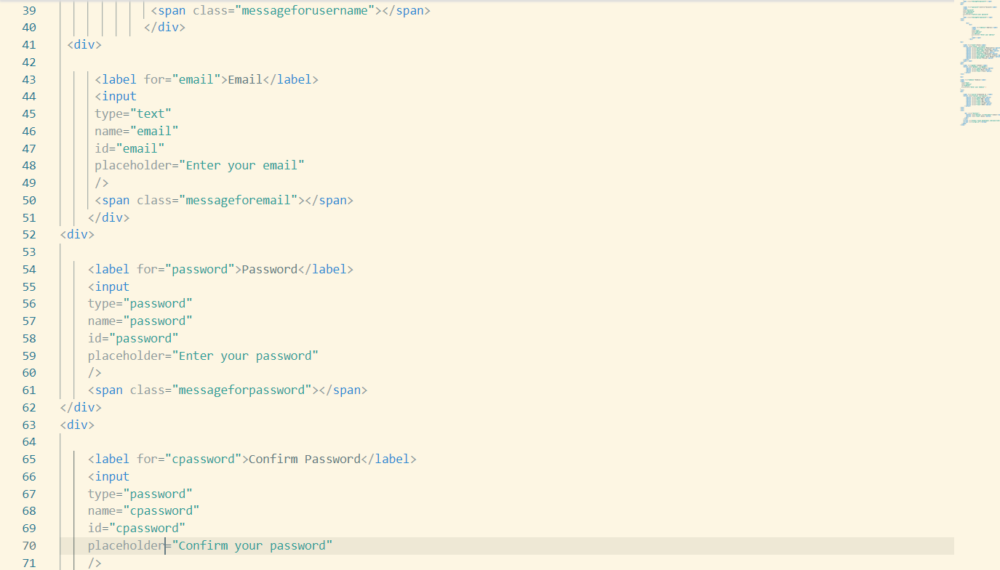 39 <span class="messageforusername"></span>
40 </div>
41 <div>
42
43 <label for="email">Email</label>
44 <input
45 type="text"
46 name="email"
47 id="email"
48 placeholder="Enter your email"
49 />
50 <span class="messageforemail"></span>
51 </div>
52 <div>
53
54 <label for="password">Password</label>
55 <input
56 type="password"
57 name="password"
58 id="password"
59 placeholder="Enter your password"
60 />
61 <span class="messageforpassword"></span>
62 </div>
63 <div>
64
65 <label for="cpassword">Confirm Password</label>
66 <input
67 type="password"
68 name="cpassword"
69 id="cpassword"
70 placeholder="Confirm your password"
71 />